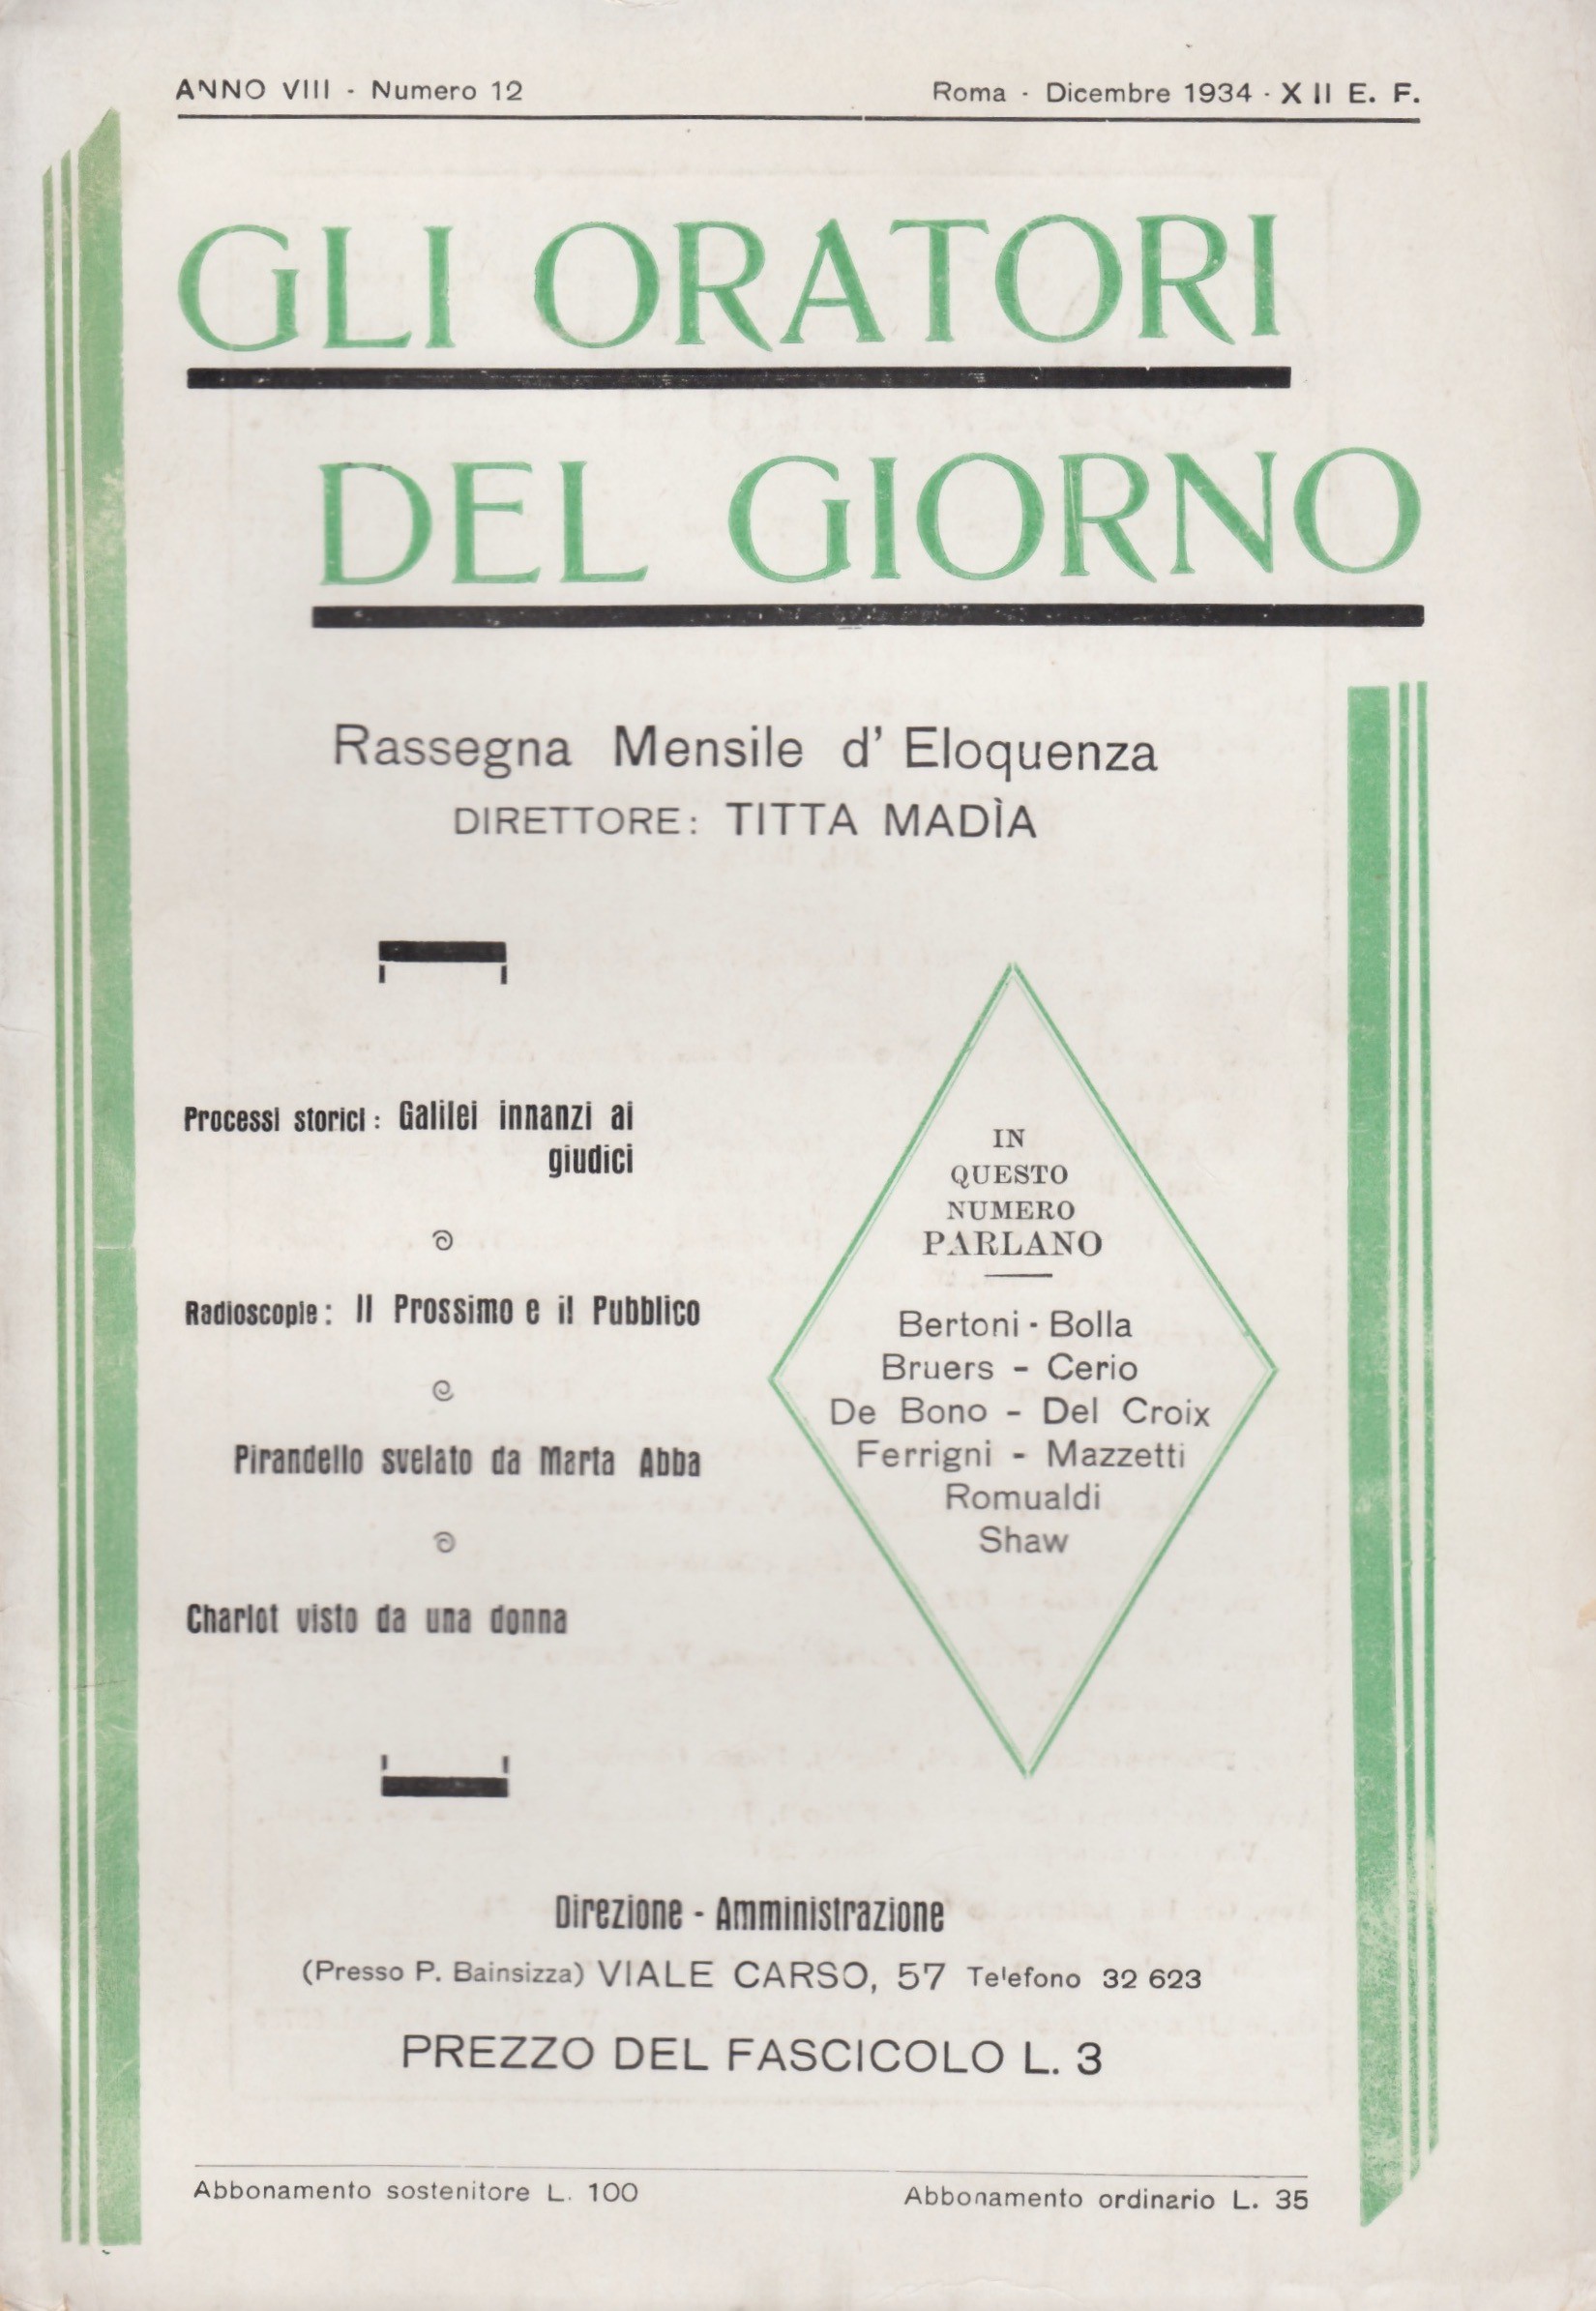 ANNO VIII - Numero 12
Roma - Dicembre 1934 - XII E. F.
GLI ORATORI
DEL GIORNO
Rassegna Mensile d' Eloquenza
DIRETTORE: TITTA MADÌA
Processi storici: Galilei innanzi ai
giudici
Radioscopie: Il Prossimo e il Pubblico
Pirandello svelato da Marta Abba
Charlot visto da una donna
IN
QUESTO
NUMERO
PARLANO
Bertoni - Bolla
Bruers - Cerio
De Bono - Del Croix
Ferrigni - Mazzetti
Romualdi
Shaw
Direzione - Amministrazione
(Presso P. Bainsizza) VIALE CARSO, 57 Telefono 32 623
PREZZO DEL FASCICOLO L. 3
Abbonamento sostenitore L. 100
Abbonamento ordinario L. 35